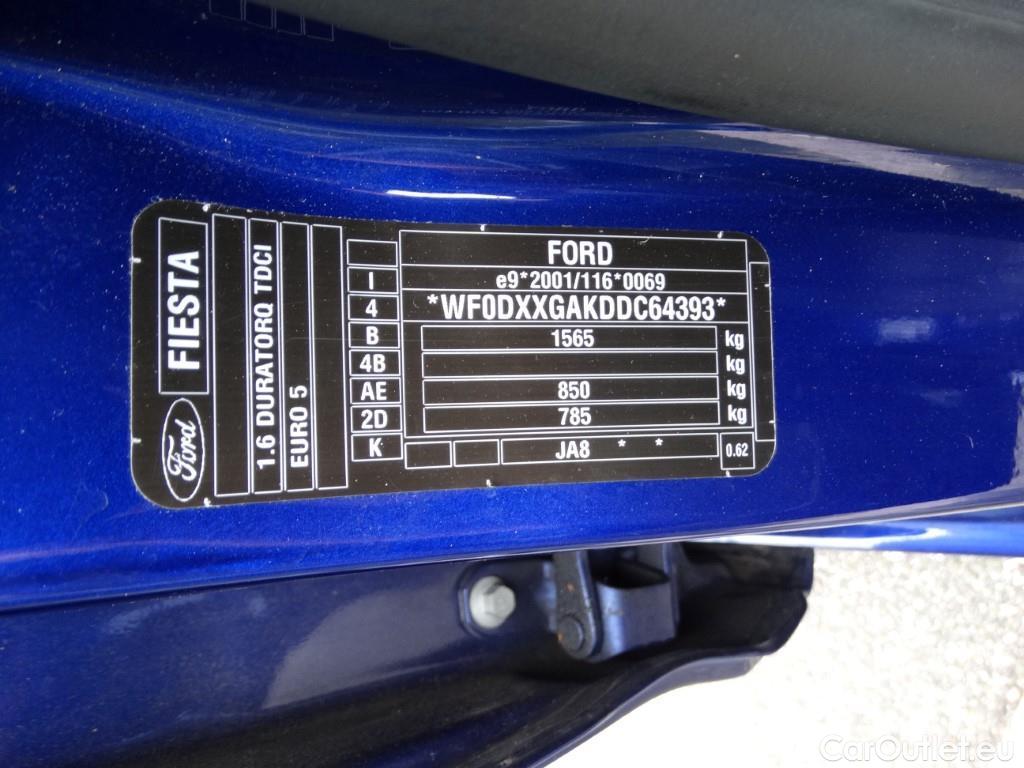 FORD
I e9*2001/116*0069
4 *WF0DXXGAKDDC64393*
B 1565 kg
4B kg
AE 850 kg
2D 785 kg
K JA8 * * 0.62
Ford FIESTA
1.6 DURATORQ TDCI
EURO 5
CarOutlet.eu